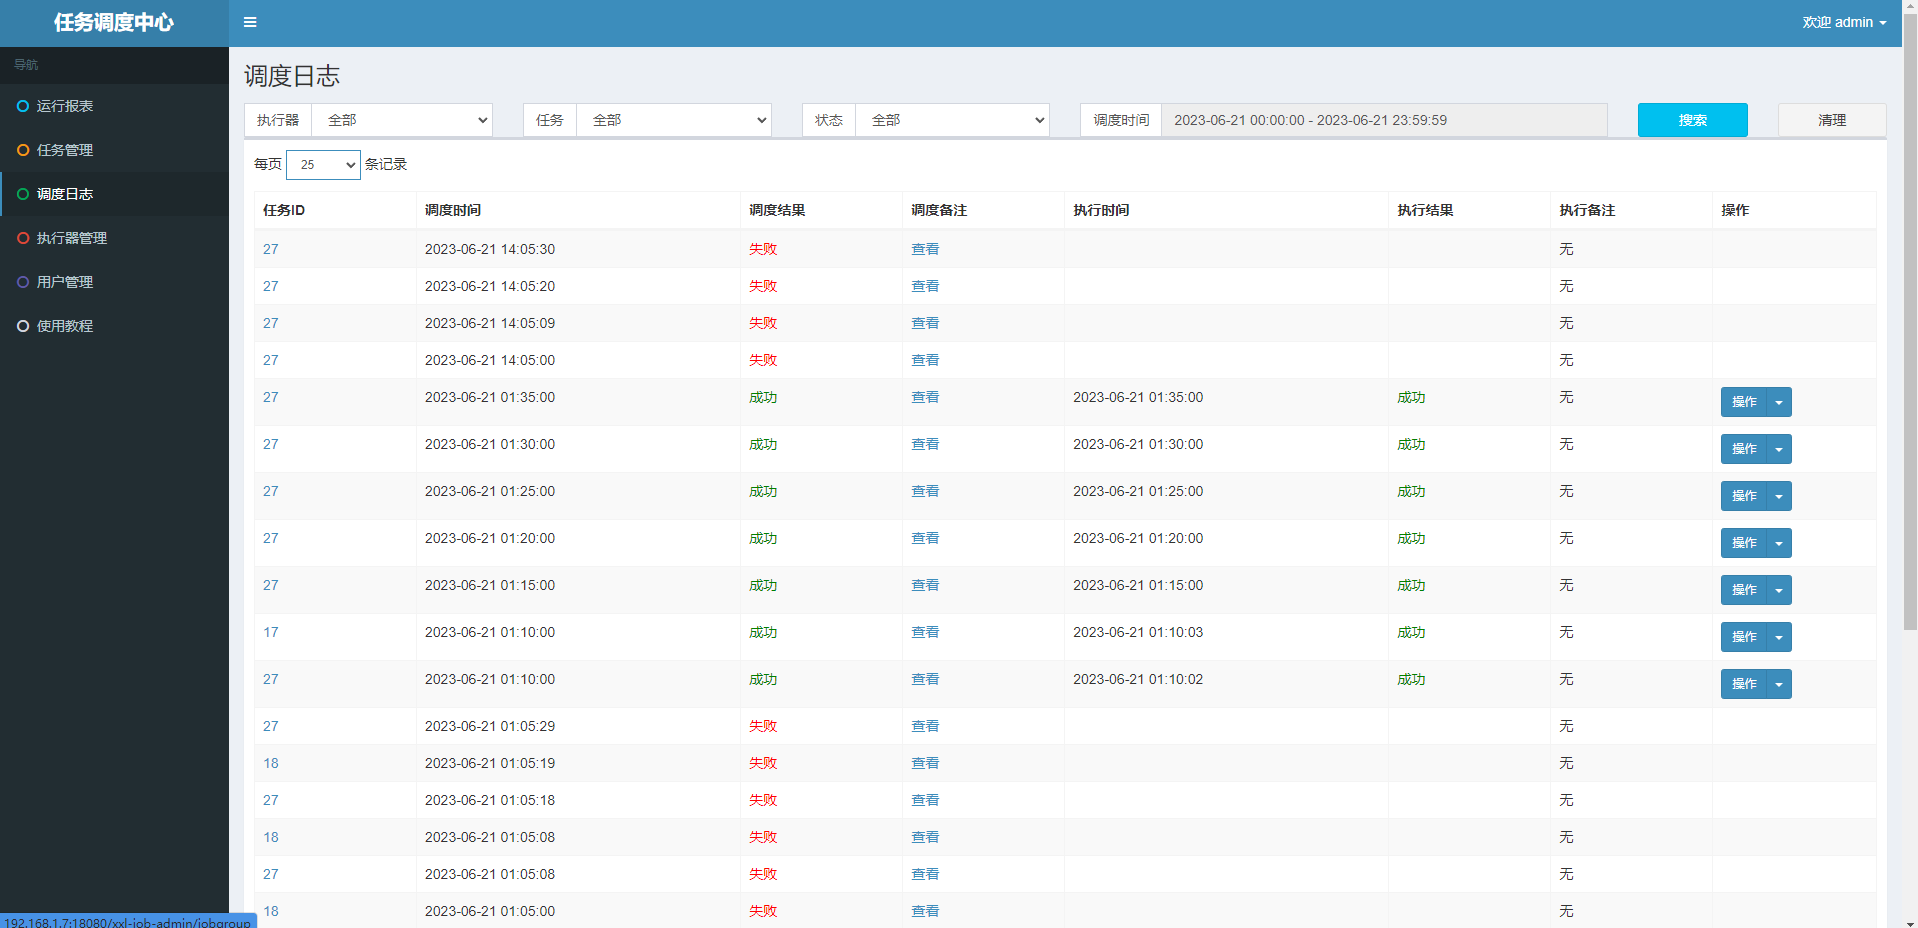 任务调度中心
欢迎 admin
导航
运行报表
任务管理
调度日志
执行器管理
用户管理
使用教程
调度日志
执行器 全部 任务 全部 状态 全部 调度时间 2023-06-21 00:00:00 - 2023-06-21 23:59:59 搜索 清理
每页 25 条记录
任务ID 调度时间 调度结果 调度备注 执行时间 执行结果 执行备注 操作
27 2023-06-21 14:05:30 失败 查看 无
27 2023-06-21 14:05:20 失败 查看 无
27 2023-06-21 14:05:09 失败 查看 无
27 2023-06-21 14:05:00 失败 查看 无
27 2023-06-21 01:35:00 成功 查看 2023-06-21 01:35:00 成功 无 操作
27 2023-06-21 01:30:00 成功 查看 2023-06-21 01:30:00 成功 无 操作
27 2023-06-21 01:25:00 成功 查看 2023-06-21 01:25:00 成功 无 操作
27 2023-06-21 01:20:00 成功 查看 2023-06-21 01:20:00 成功 无 操作
27 2023-06-21 01:15:00 成功 查看 2023-06-21 01:15:00 成功 无 操作
17 2023-06-21 01:10:00 成功 查看 2023-06-21 01:10:03 成功 无 操作
27 2023-06-21 01:10:00 成功 查看 2023-06-21 01:10:02 成功 无 操作
27 2023-06-21 01:05:29 失败 查看 无
18 2023-06-21 01:05:19 失败 查看 无
27 2023-06-21 01:05:18 失败 查看 无
18 2023-06-21 01:05:08 失败 查看 无
27 2023-06-21 01:05:08 失败 查看 无
18 2023-06-21 01:05:00 失败 查看 无
192.168.1.7:18080/xxl-job-admin/jobgroup